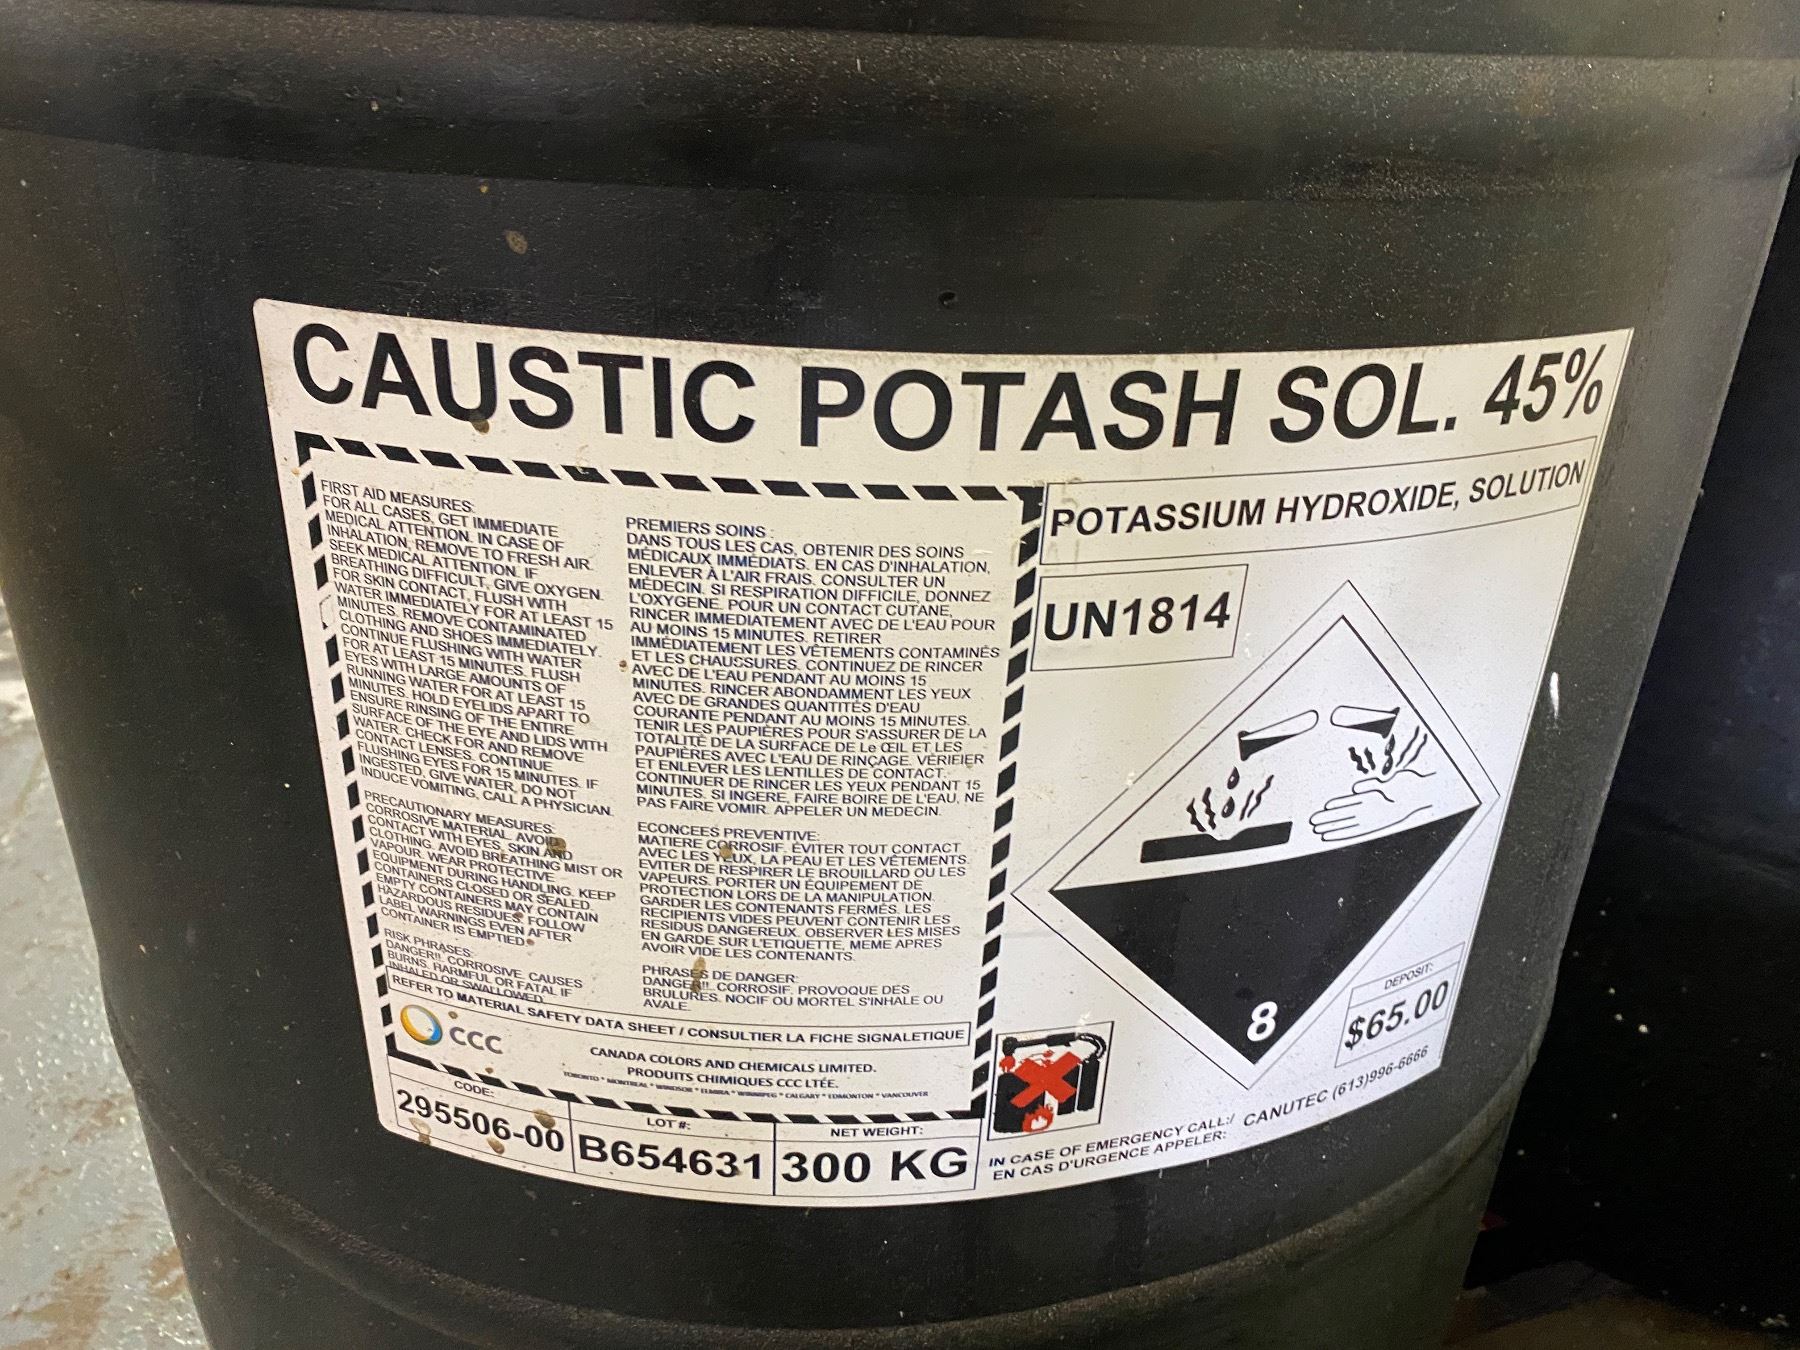 CAUSTIC POTASH SOL. 45%
FIRST AID MEASURES:
FOR ALL CASES, GET IMMEDIATE
MEDICAL ATTENTION. IN CASE OF
INHALATION, REMOVE TO FRESH AIR.
SEEK MEDICAL ATTENTION. IF
BREATHING DIFFICULT, GIVE OXYGEN.
FOR SKIN CONTACT, FLUSH WITH
WATER IMMEDIATELY FOR AT LEAST 15
MINUTES. REMOVE CONTAMINATED
CLOTHING AND SHOES IMMEDIATELY.
CONTINUE FLUSHING WITH WATER
FOR AT LEAST 15 MINUTES. FLUSH
EYES WITH LARGE AMOUNTS OF
RUNNING WATER FOR AT LEAST 15
MINUTES. HOLD EYELIDS APART TO
ENSURE RINSING OF THE ENTIRE
SURFACE OF THE EYE AND LIDS WITH
WATER. CHECK FOR AND REMOVE
CONTACT LENSES. CONTINUE
FLUSHING EYES FOR 15 MINUTES. IF
INGESTED, GIVE WATER, DO NOT
INDUCE VOMITING, CALL A PHYSICIAN.
PRECAUTIONARY MEASURES:
CORROSIVE MATERIAL. AVOID
CONTACT WITH EYES, SKIN AND
CLOTHING. AVOID BREATHING MIST OR
VAPOUR. WEAR PROTECTIVE
EQUIPMENT DURING HANDLING. KEEP
CONTAINERS CLOSED OR SEALED.
EMPTY CONTAINERS MAY CONTAIN
HAZARDOUS RESIDUES. FOLLOW
LABEL WARNINGS EVEN AFTER
CONTAINER IS EMPTIED.
RISK PHRASES:
DANGER!!. CORROSIVE. CAUSES
BURNS. HARMFUL OR FATAL IF
INHALED OR SWALLOWED.
PREMIERS SOINS :
DANS TOUS LES CAS, OBTENIR DES SOINS
MÉDICAUX IMMÉDIATS. EN CAS D'INHALATION,
ENLEVER À L'AIR FRAIS. CONSULTER UN
MÉDECIN. SI RESPIRATION DIFFICILE, DONNEZ
L'OXYGENE. POUR UN CONTACT CUTANE,
RINCER IMMEDIATEMENT AVEC DE L'EAU POUR
AU MOINS 15 MINUTES. RETIRER
IMMÉDIATEMENT LES VÊTEMENTS CONTAMINÉS
ET LES CHAUSSURES. CONTINUEZ DE RINCER
AVEC DE L'EAU PENDANT AU MOINS 15
MINUTES. RINCER ABONDAMMENT LES YEUX
AVEC DE GRANDES QUANTITÉS D'EAU
COURANTE PENDANT AU MOINS 15 MINUTES.
TENIR LES PAUPIÈRES POUR S'ASSURER DE LA
TOTALITÉ DE LA SURFACE DE Le ŒIL ET LES
PAUPIÈRES AVEC L'EAU DE RINÇAGE. VÉRIFIER
ET ENLEVER LES LENTILLES DE CONTACT.
CONTINUER DE RINCER LES YEUX PENDANT 15
MINUTES. SI INGERE, FAIRE BOIRE DE L'EAU, NE
PAS FAIRE VOMIR. APPELER UN MEDECIN.
ECONCEES PREVENTIVE:
MATIERE CORROSIF. ÉVITER TOUT CONTACT
AVEC LES YEUX, LA PEAU ET LES VÊTEMENTS.
EVITER DE RESPIRER LE BROUILLARD OU LES
VAPEURS. PORTER UN ÉQUIPEMENT DE
PROTECTION LORS DE LA MANIPULATION.
GARDER LES CONTENANTS FERMÉS. LES
RECIPIENTS VIDES PEUVENT CONTENIR LES
RESIDUS DANGEREUX. OBSERVER LES MISES
EN GARDE SUR L'ETIQUETTE, MEME APRES
AVOIR VIDE LES CONTENANTS.
PHRASES DE DANGER:
DANGER!!. CORROSIF. PROVOQUE DES
BRULURES. NOCIF OU MORTEL S'INHALE OU
AVALE.
REFER TO MATERIAL SAFETY DATA SHEET / CONSULTIER LA FICHE SIGNALETIQUE
CCC
CANADA COLORS AND CHEMICALS LIMITED.
PRODUITS CHIMIQUES CCC LTÉE.
TORONTO * MONTREAL * WINDSOR * ELMIRA * WINNIPEG * CALGARY * EDMONTON * VANCOUVER
CODE:
295506-00
LOT #:
B654631
NET WEIGHT:
300 KG
POTASSIUM HYDROXIDE, SOLUTION
UN1814
8
DEPOSIT:
$65.00
IN CASE OF EMERGENCY CALL:/
EN CAS D'URGENCE APPELER:
CANUTEC (613)996-6666